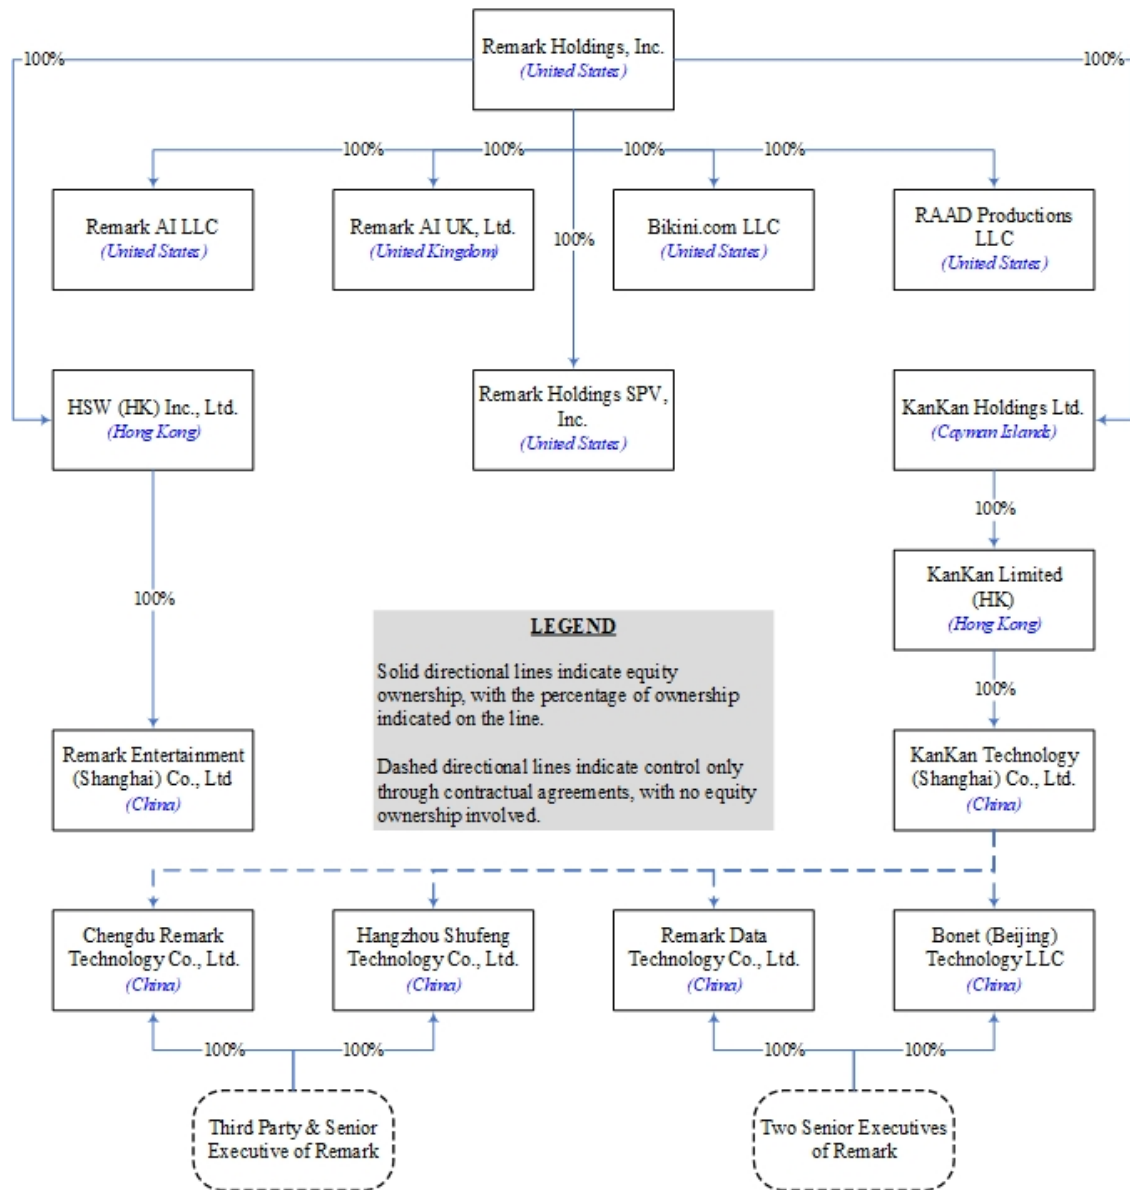 Remark Holdings, Inc.
(United States)
100%
100%
100%
100%
100%
100%
Remark AI LLC
(United States)
Remark AI UK, Ltd.
(United Kingdom)
100%
Bikini.com LLC
(United States)
RAAD Productions
LLC
(United States)
HSW (HK) Inc., Ltd.
(Hong Kong)
Remark Holdings SPV,
Inc.
(United States)
KanKan Holdings Ltd.
(Cayman Islands)
100%
KanKan Limited
(HK)
(Hong Kong)
100%
100%
LEGEND
Solid directional lines indicate equity
ownership, with the percentage of ownership
indicated on the line.
Dashed directional lines indicate control only
through contractual agreements, with no equity
ownership involved.
Remark Entertainment
(Shanghai) Co., Ltd
(China)
KanKan Technology
(Shanghai) Co., Ltd.
(China)
Chengdu Remark
Technology Co., Ltd.
(China)
Hangzhou Shufeng
Technology Co., Ltd.
(China)
Remark Data
Technology Co., Ltd.
(China)
Bonet (Beijing)
Technology LLC
(China)
100%
100%
100%
100%
Third Party & Senior
Executive of Remark
Two Senior Executives
of Remark